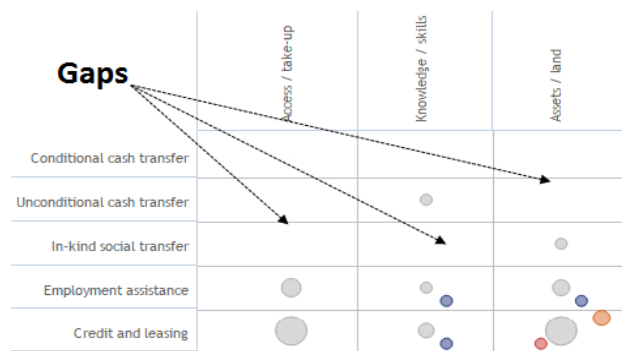 Gaps
Access / take-up
Knowledge / skills
Assets / land
Conditional cash transfer
Unconditional cash transfer
In-kind social transfer
Employment assistance
Credit and leasing